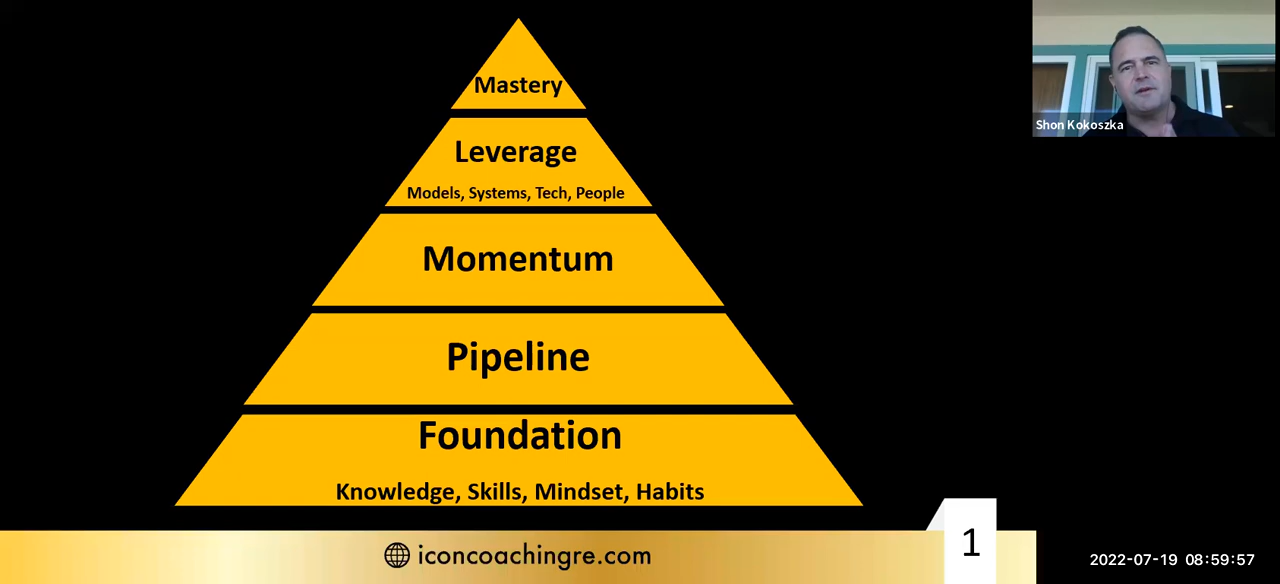 Mastery
Leverage
Models, Systems, Tech, People
Momentum
Pipeline
Foundation
Knowledge, Skills, Mindset, Habits
iconcoachingre.com
1
Shon Kokoszka
2022-07-19 08:59:57